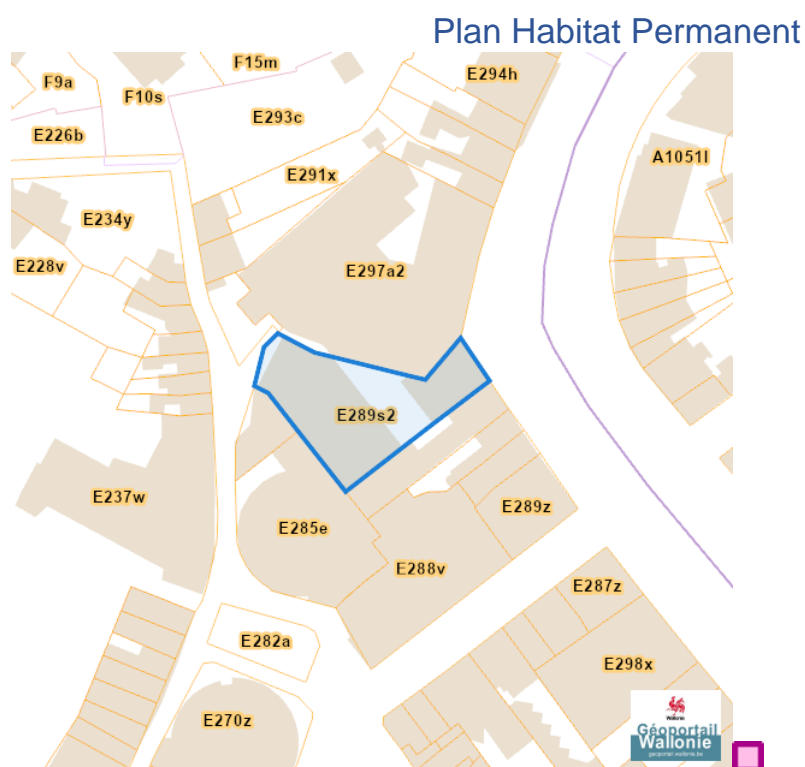 Plan Habitat Permanent
F15m
E294h
F9a
F10s
E293c
E226b
A1051l
E291x
E234y
E228v
E297a2
E289s2
E237w
E289z
E285e
E288v
E287z
E282a
E298x
E270z
Wallonie
Géoportail
Wallonie
geoportail.wallonie.be